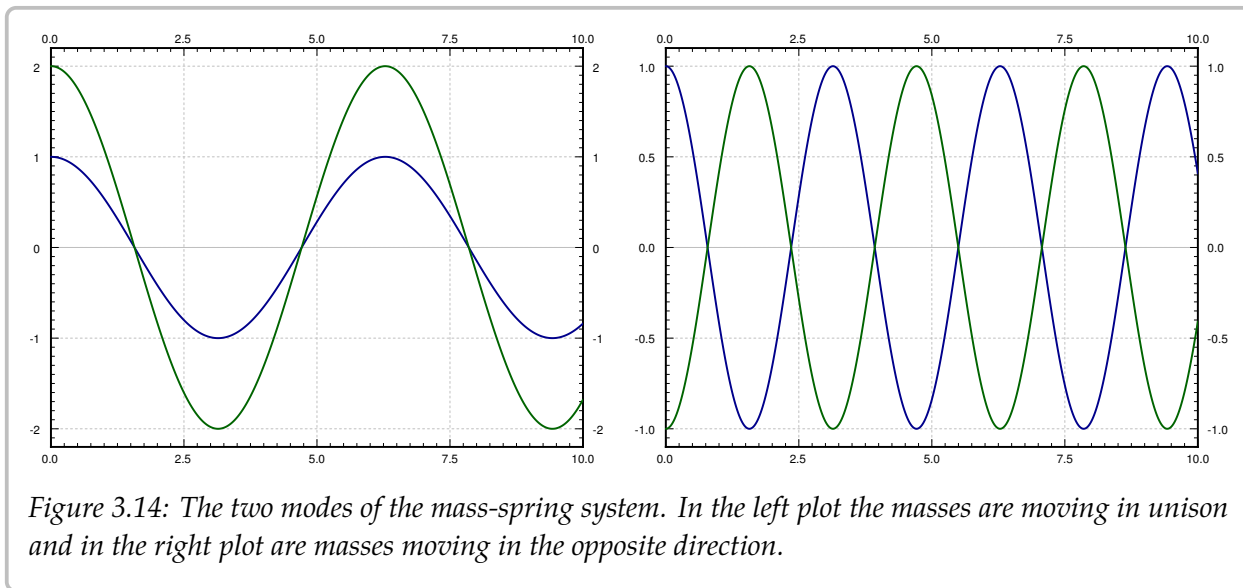 0.0 2.5 5.0 7.5 10.0 0.0 2.5 5.0 7.5 10.0
2 2 1.0 1.0
1 1 0.5 0.5
0 0 0.0 0.0
-1 -1 -0.5 -0.5
-2 -2 -1.0 -1.0
0.0 2.5 5.0 7.5 10.0 0.0 2.5 5.0 7.5 10.0
Figure 3.14: The two modes of the mass-spring system. In the left plot the masses are moving in unison
and in the right plot are masses moving in the opposite direction.